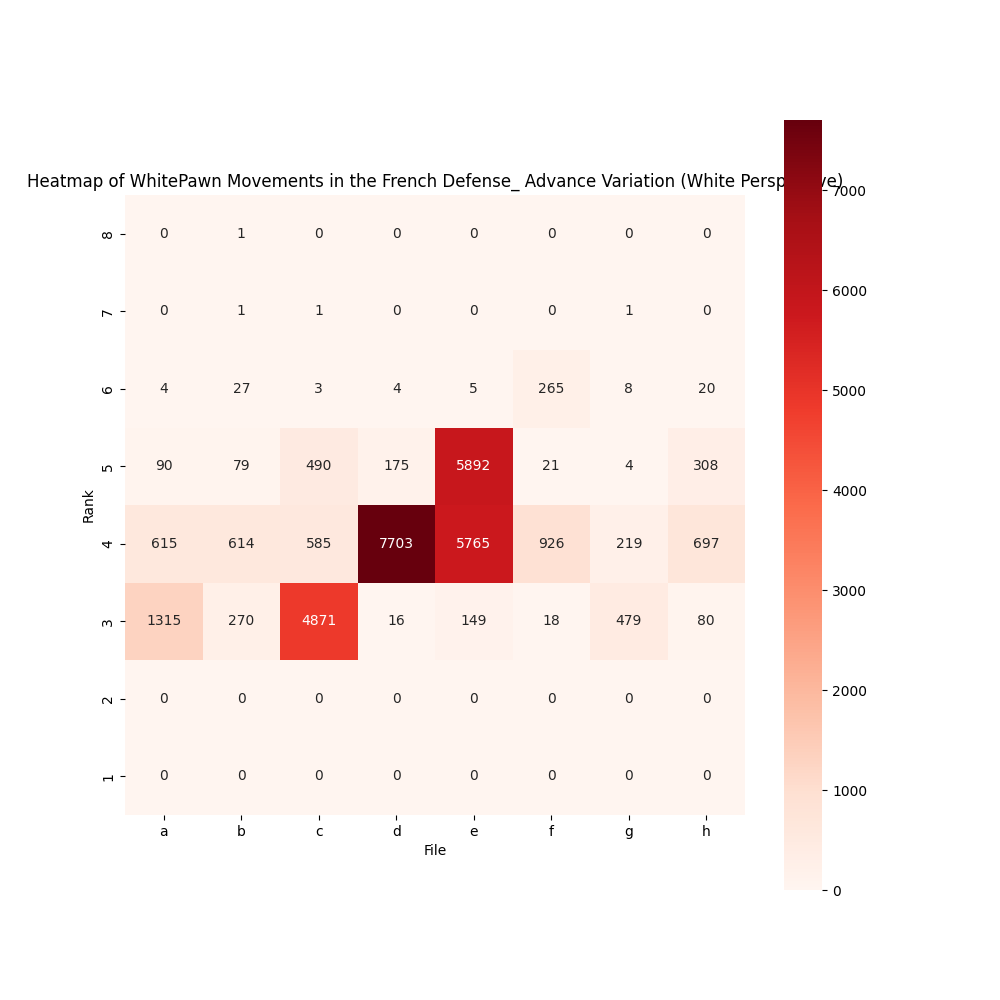 Heatmap of WhitePawn Movements in the French Defense_ Advance Variation (White Perspective)
8 0 1 0 0 0 0 0 0
7 0 1 1 0 0 0 1 0
6 4 27 3 4 5 265 8 20
5 90 79 490 175 5892 21 4 308
4 615 614 585 7703 5765 926 219 697
3 1315 270 4871 16 149 18 479 80
2 0 0 0 0 0 0 0 0
1 0 0 0 0 0 0 0 0
a b c d e f g h
File
Rank
7000
6000
5000
4000
3000
2000
1000
0